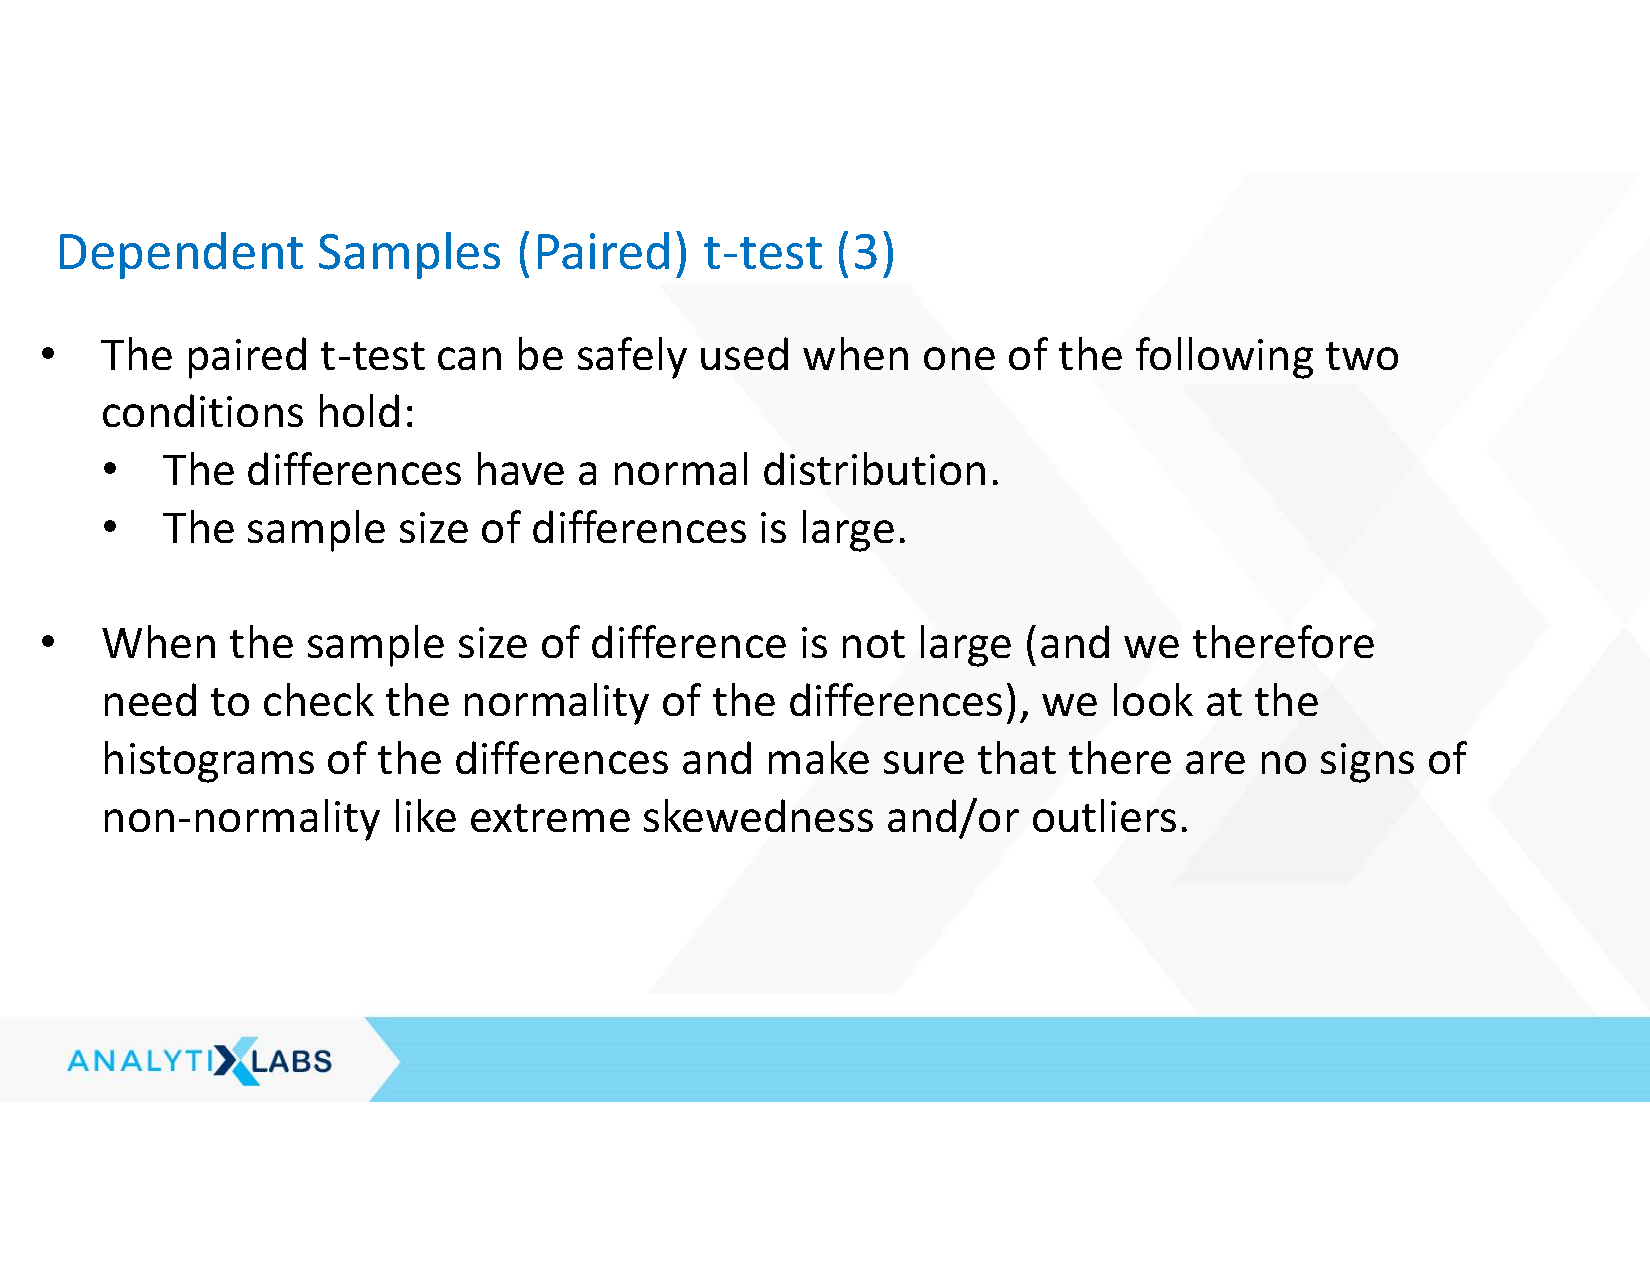 Dependent Samples (Paired) t-test (3)
• The paired t-test can be safely used when one of the following two
conditions hold:
• The differences have a normal distribution.
• The sample size of differences is large.
• When the sample size of difference is not large (and we therefore
need to check the normality of the differences), we look at the
histograms of the differences and make sure that there are no signs of
non-normality like extreme skewedness and/or outliers.
ANALYTIXLABS